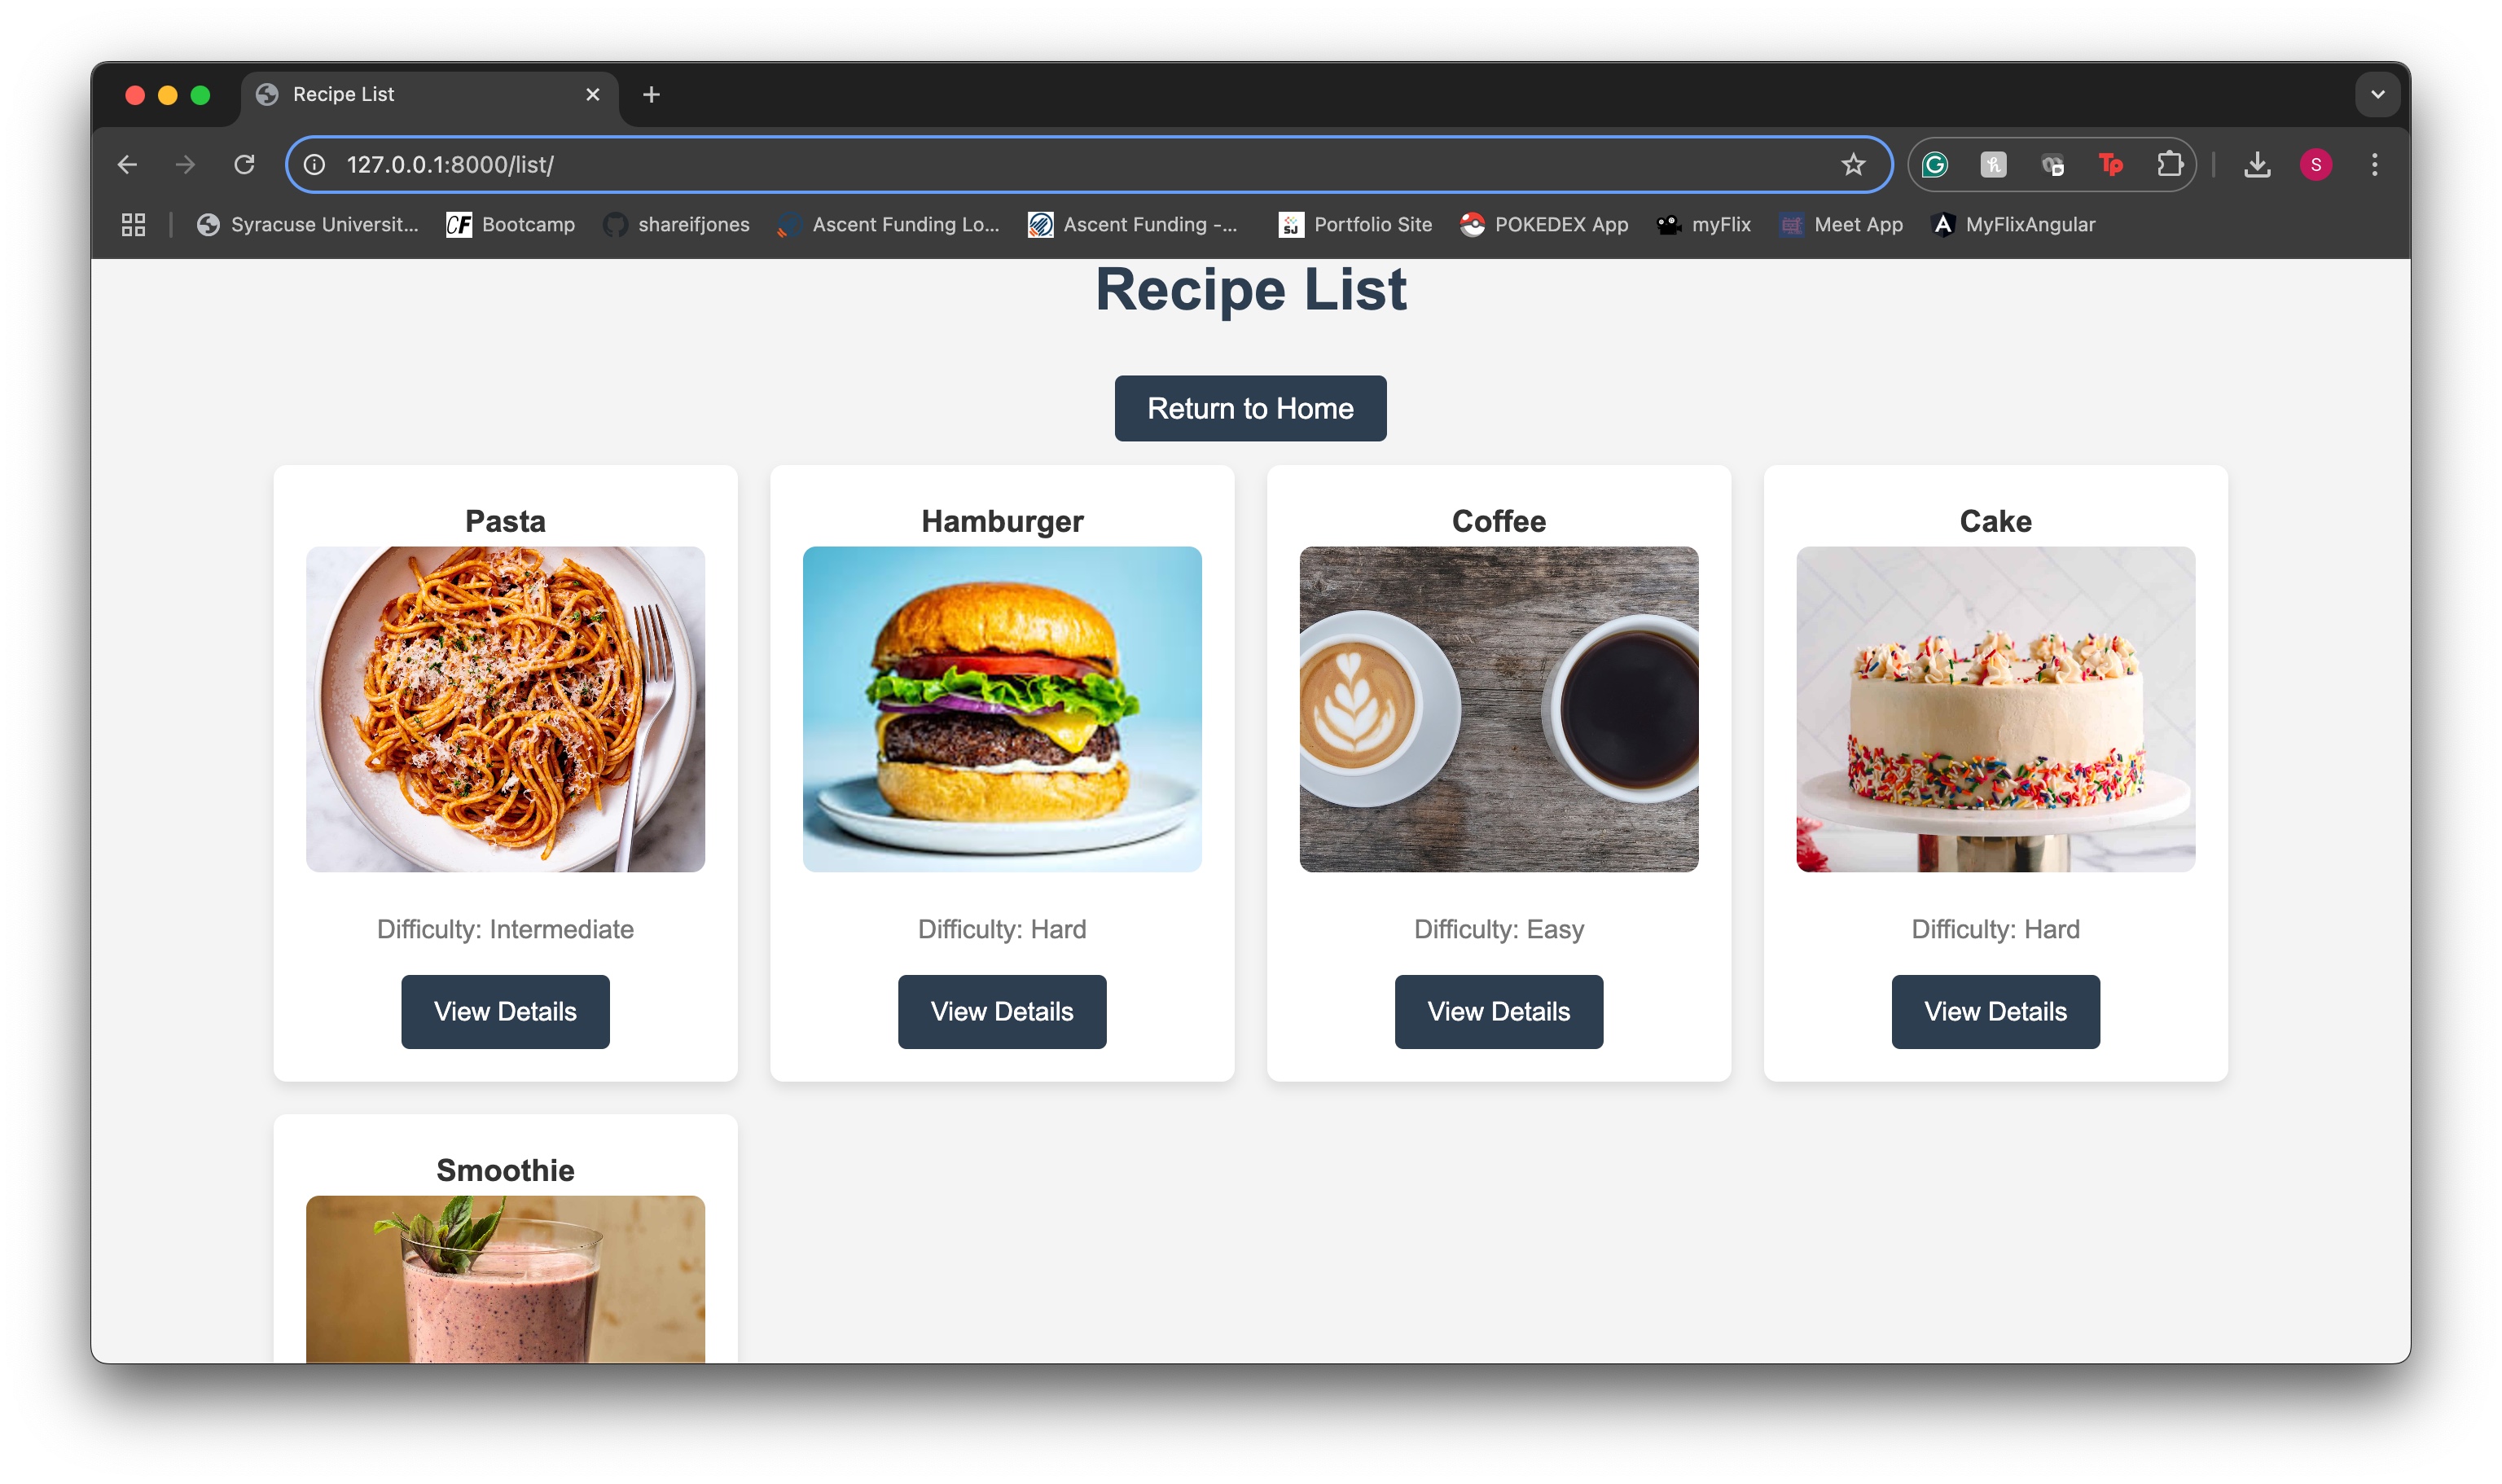 Recipe List
127.0.0.1:8000/list/
S
Syracuse Universit... CF Bootcamp shareifjones Ascent Funding Lo... Ascent Funding -... SJ Portfolio Site POKEDEX App myFlix Meet App A MyFlixAngular
Recipe List
Return to Home
Pasta Hamburger Coffee Cake
Difficulty: Intermediate Difficulty: Hard Difficulty: Easy Difficulty: Hard
View Details View Details View Details View Details
Smoothie